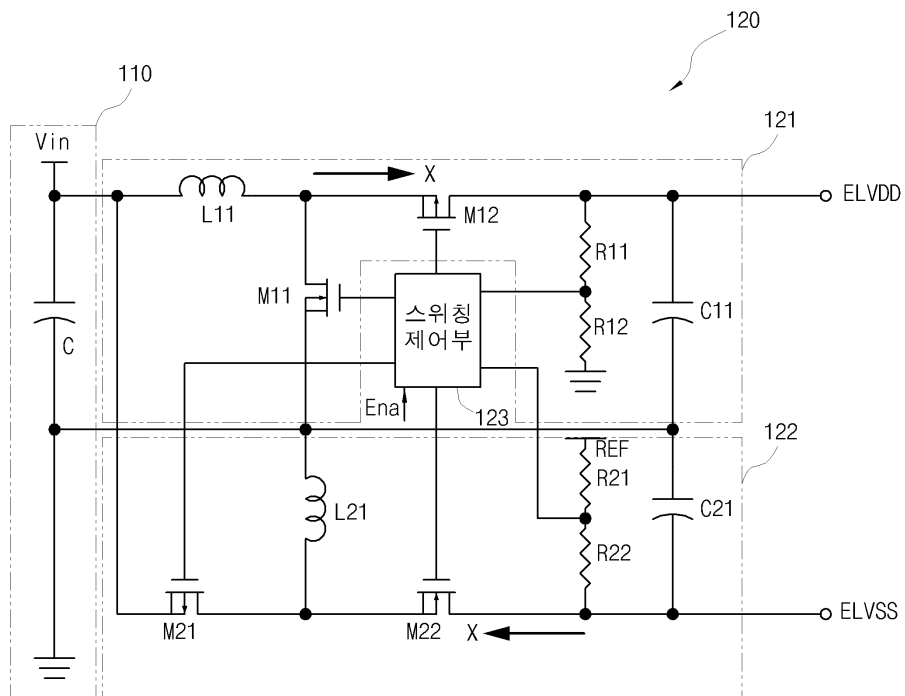 120
110
121
Vin
X
ELVDD
L11
M12
R11
M11
스위칭
제어부
R12
C11
C
Ena
123
122
REF
R21
L21
C21
R22
M21
M22
X
ELVSS